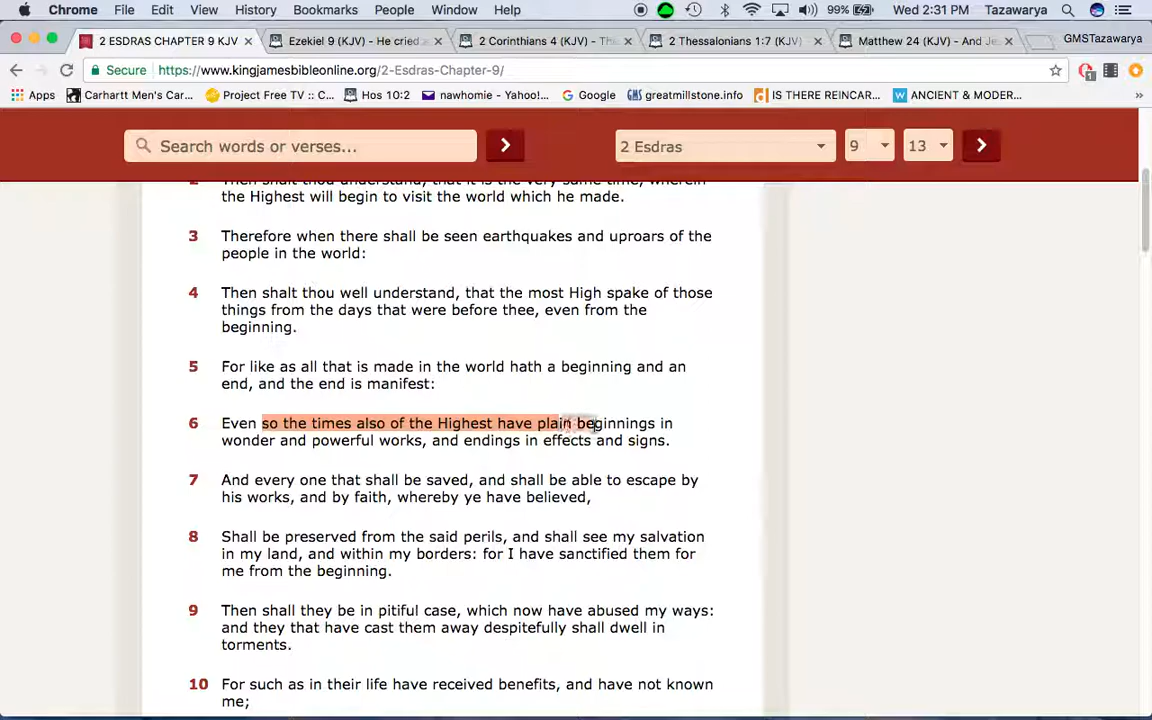 Chrome File Edit View History Bookmarks People Window Help 99% Wed 2:31 PM Tazawarya
2 ESDRAS CHAPTER 9 KJV Ezekiel 9 (KJV) - He cried 2 Corinthians 4 (KJV) - Th 2 Thessalonians 1:7 (KJV) Matthew 24 (KJV) - And Je GMSTazawarya
Secure https://www.kingjamesbibleonline.org/2-Esdras-Chapter-9/ 1
Apps Carhartt Men's Car... Project Free TV :: C... Hos 10:2 nawhomie - Yahoo!... Google greatmillstone.info IS THERE REINCAR... ANCIENT & MODER... »
Search words or verses... 2 Esdras 9 13
2 Then shalt thou understand, that it is the very same time, wherein
the Highest will begin to visit the world which he made.
3 Therefore when there shall be seen earthquakes and uproars of the
people in the world:
4 Then shalt thou well understand, that the most High spake of those
things from the days that were before thee, even from the
beginning.
5 For like as all that is made in the world hath a beginning and an
end, and the end is manifest:
6 Even so the times also of the Highest have plain beginnings in
wonder and powerful works, and endings in effects and signs.
7 And every one that shall be saved, and shall be able to escape by
his works, and by faith, whereby ye have believed,
8 Shall be preserved from the said perils, and shall see my salvation
in my land, and within my borders: for I have sanctified them for
me from the beginning.
9 Then shall they be in pitiful case, which now have abused my ways:
and they that have cast them away despitefully shall dwell in
torments.
10 For such as in their life have received benefits, and have not known
me;